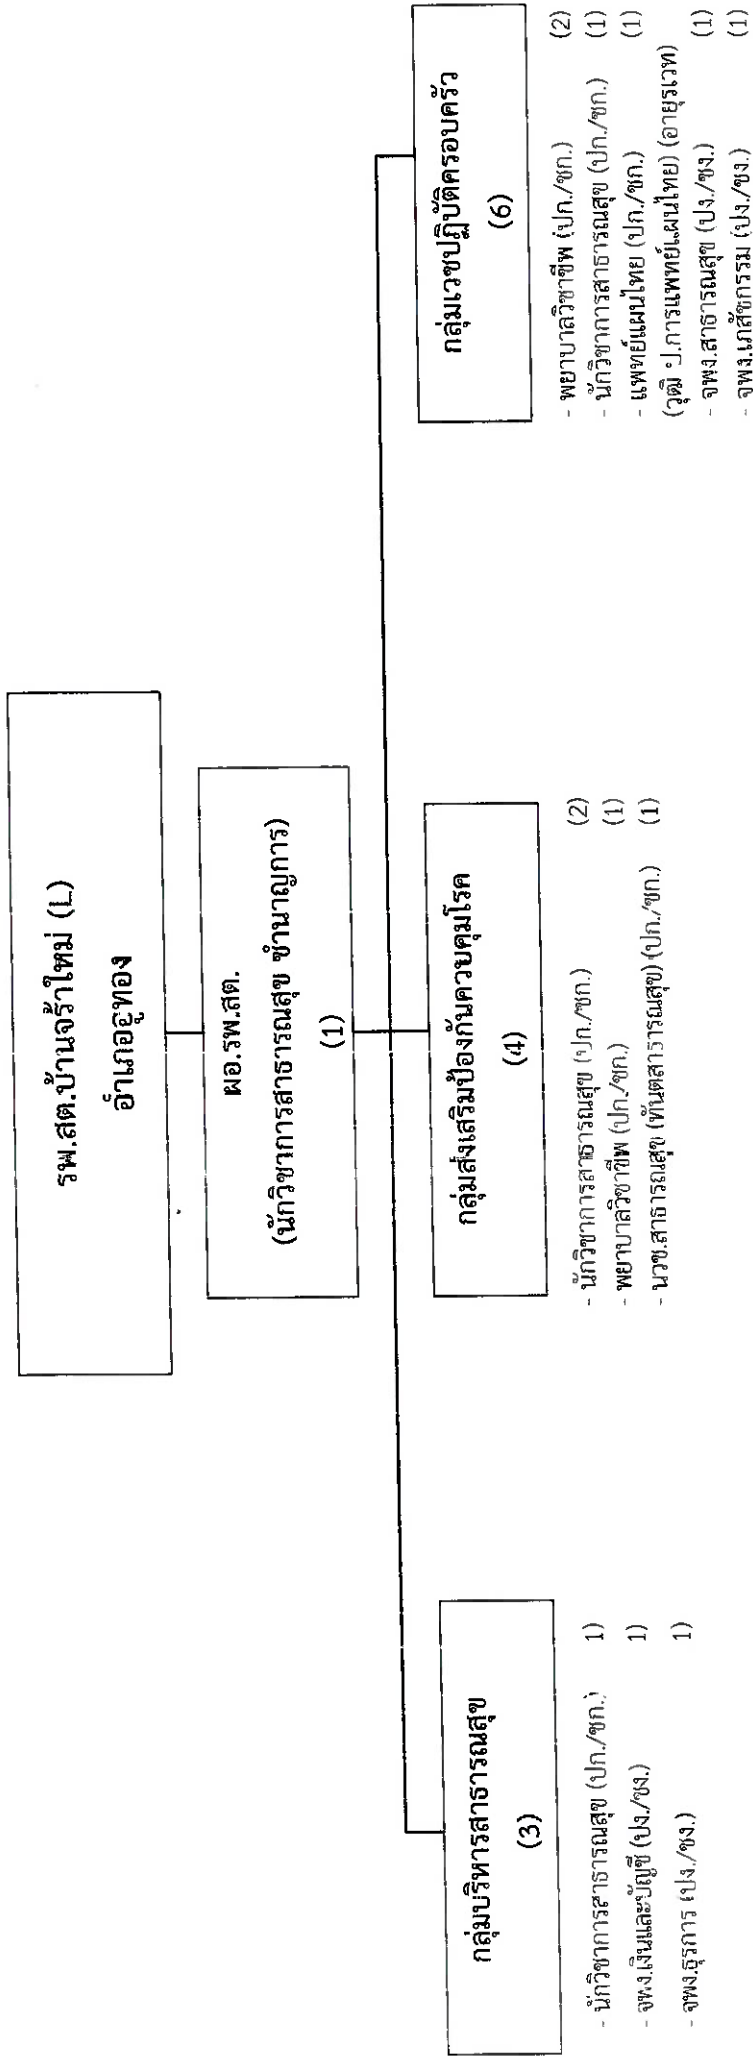 รพ.สต.บ้านจร้าใหม่ (L)
อำเภออู่ทอง
ผอ.รพ.สต.
(นักวิชาการสาธารณสุข ชำนาญการ)
(1)
กลุ่มบริหารสาธารณสุข
(3)
- นักวิชาการสาธารณสุข (ปก./ชก.) 1)
- จพง.เงินและบัญชี (ปง./ชง.) 1)
- จพง.ธุรการ (ปง./ชง.) 1)
กลุ่มส่งเสริมป้องกันควบคุมโรค
(4)
- นักวิชาการสาธารณสุข (ปก./ชก.) (2)
- พยาบาลวิชาชีพ (ปก./ชก.) (1)
- นวช.สาธารณสุข (ทันตสาธารณสุข) (ปก./ชก.) (1)
กลุ่มเวชปฏิบัติครอบครัว
(6)
- พยาบาลวิชาชีพ (ปก./ชก.) (2)
- นักวิชาการสาธารณสุข (ปก./ชก.) (1)
- แพทย์แผนไทย (ปก./ชก.) (1)
(วุฒิ ป.การแพทย์แผนไทย) (อายุรเวท)
- จพง.สาธารณสุข (ปง./ชง.) (1)
- จพง.เภสัชกรรม (ปง./ชง.) (1)